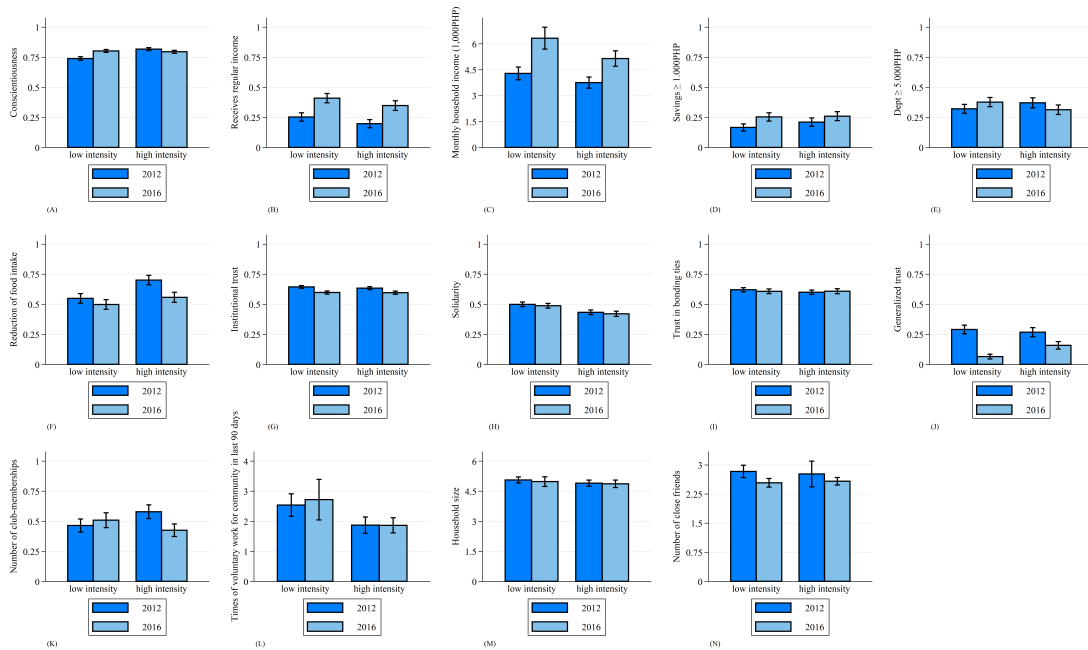 Conscientiousness
1
0.75
0.5
0.25
0
low intensity high intensity
2012
2016
(A)
Receives regular income
1
0.75
0.5
0.25
0
low intensity high intensity
2012
2016
(B)
Monthly household income (1,000PHP)
6
4.5
3
1.5
0
low intensity high intensity
2012
2016
(C)
Savings ≥ 1.000PHP
1
0.75
0.5
0.25
0
low intensity high intensity
2012
2016
(D)
Dept ≥ 5.000PHP
1
0.75
0.5
0.25
0
low intensity high intensity
2012
2016
(E)
Reduction of food intake
1
0.75
0.5
0.25
0
low intensity high intensity
2012
2016
(F)
Institutional trust
1
0.75
0.5
0.25
0
low intensity high intensity
2012
2016
(G)
Solidarity
1
0.75
0.5
0.25
0
low intensity high intensity
2012
2016
(H)
Trust in bonding ties
1
0.75
0.5
0.25
0
low intensity high intensity
2012
2016
(I)
Generalized trust
1
0.75
0.5
0.25
0
low intensity high intensity
2012
2016
(J)
Number of club-memberships
1
0.75
0.5
0.25
0
low intensity high intensity
2012
2016
(K)
Times of voluntary work for community in last 90 days
4
3
2
1
0
low intensity high intensity
2012
2016
(L)
Household size
6
4.5
3
1.5
0
low intensity high intensity
2012
2016
(M)
Number of close friends
3
2.25
1.5
0.75
0
low intensity high intensity
2012
2016
(N)